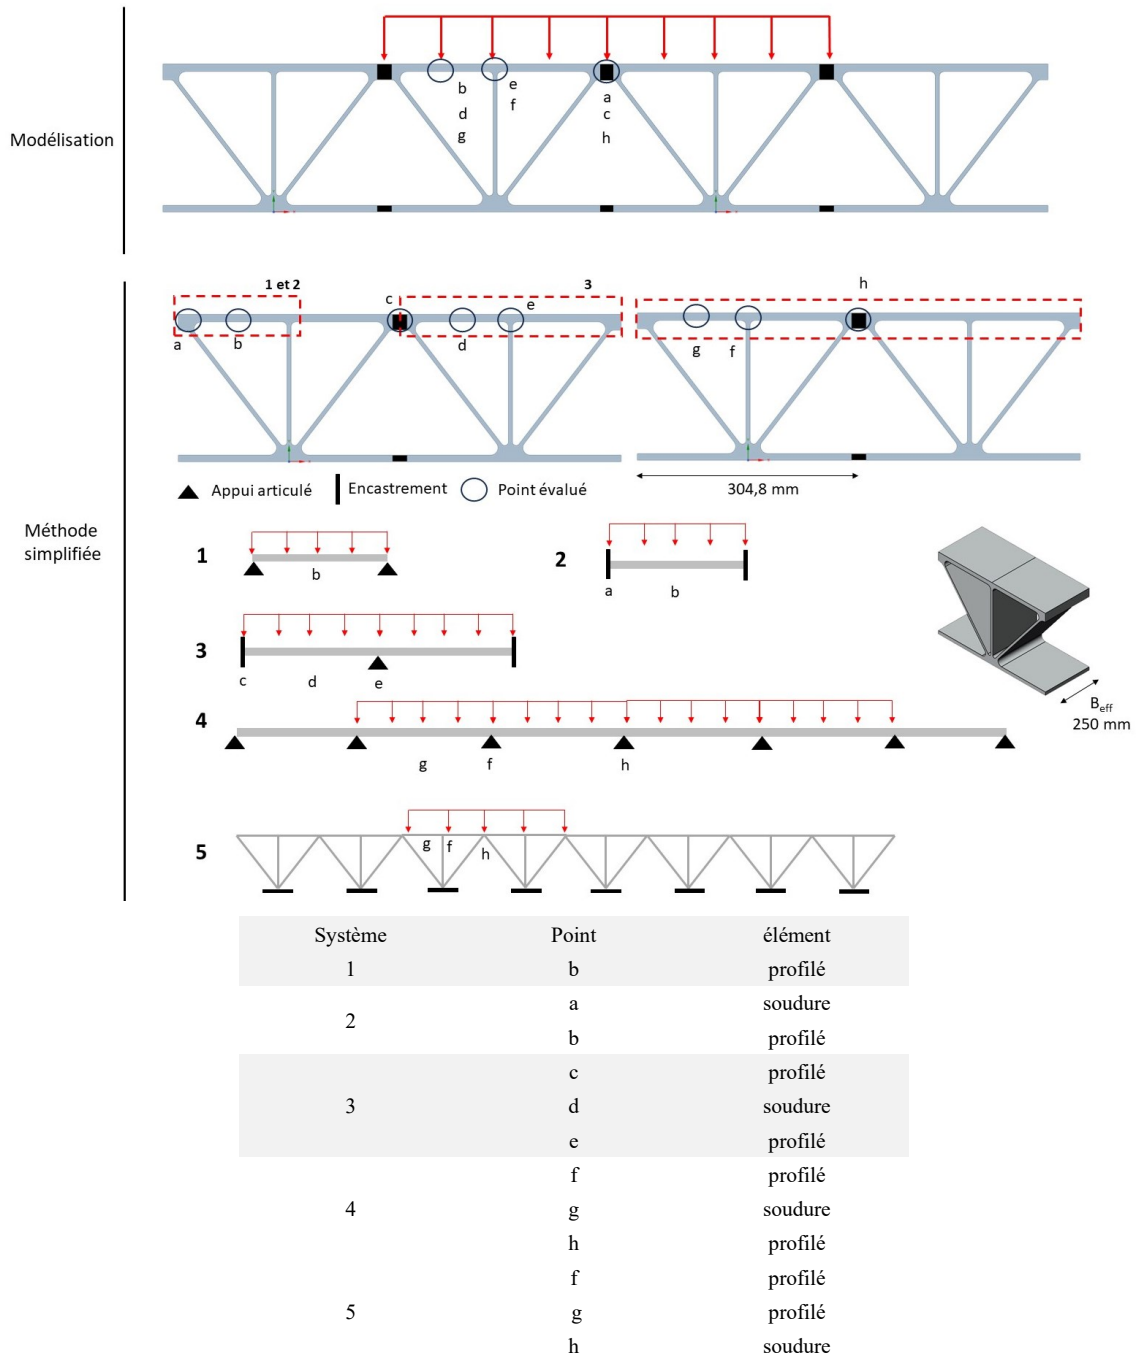 Modélisation
b
d
g
e
f
a
c
h
Méthode
simplifiée
1 et 2
3
h
c
e
a
b
d
g
f
Appui articulé
Encastrement
Point évalué
304,8 mm
1
b
2
a
b
3
c
d
e
4
g
f
h
Beff
250 mm
5
g
f
h
Système Point élément
1 b profilé
2 a soudure
b profilé
3 c profilé
d soudure
e profilé
4 f profilé
g soudure
h profilé
5 f profilé
g profilé
h soudure